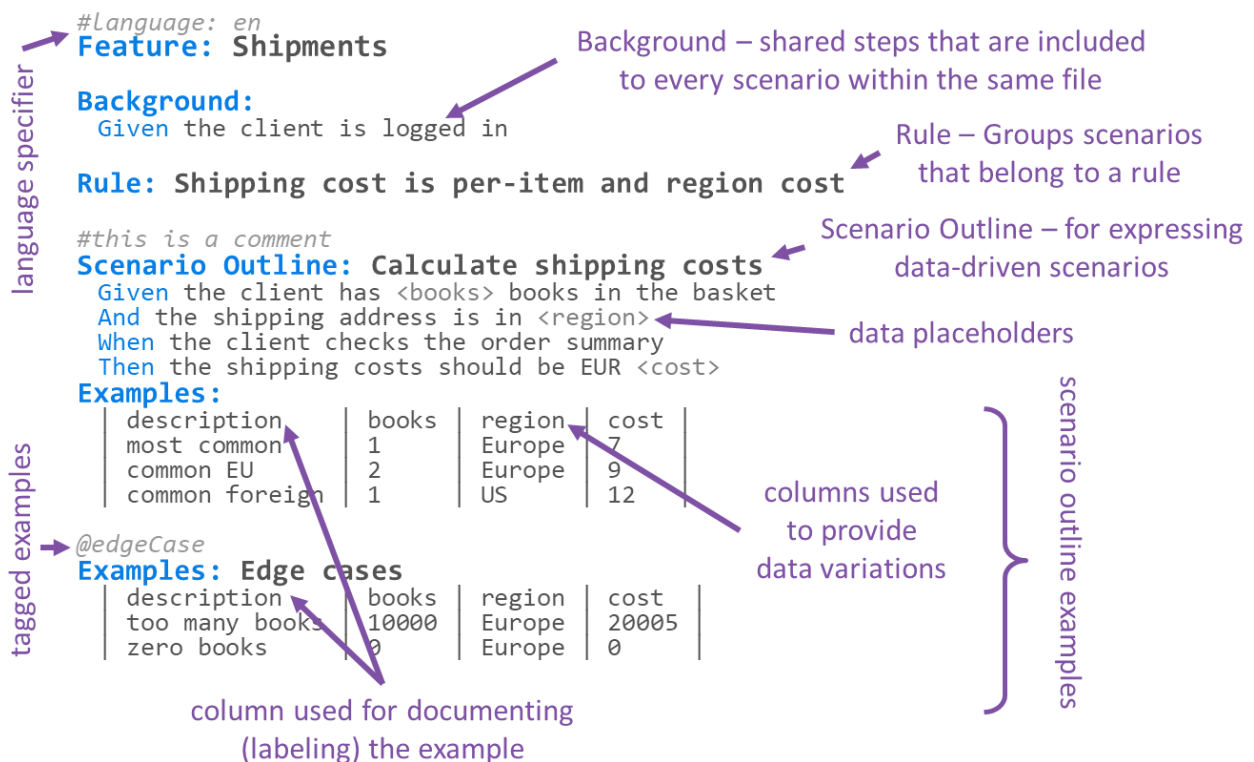 #language: en
Feature: Shipments
Background – shared steps that are included
to every scenario within the same file
language specifier
Background:
Given the client is logged in
Rule – Groups scenarios
that belong to a rule
Rule: Shipping cost is per-item and region cost
#this is a comment
Scenario Outline – for expressing
data-driven scenarios
Scenario Outline: Calculate shipping costs
Given the client has <books> books in the basket
And the shipping address is in <region>
data placeholders
When the client checks the order summary
Then the shipping costs should be EUR <cost>
Examples:
| description | books | region | cost |
| most common | 1 | Europe | 7 |
| common EU | 2 | Europe | 9 |
| common foreign | 1 | US | 12 |
columns used
to provide
data variations
scenario outline examples
tagged examples
@edgeCase
Examples: Edge cases
| description | books | region | cost |
| too many books | 10000 | Europe | 20005 |
| zero books | 0 | Europe | 0 |
column used for documenting
(labeling) the example